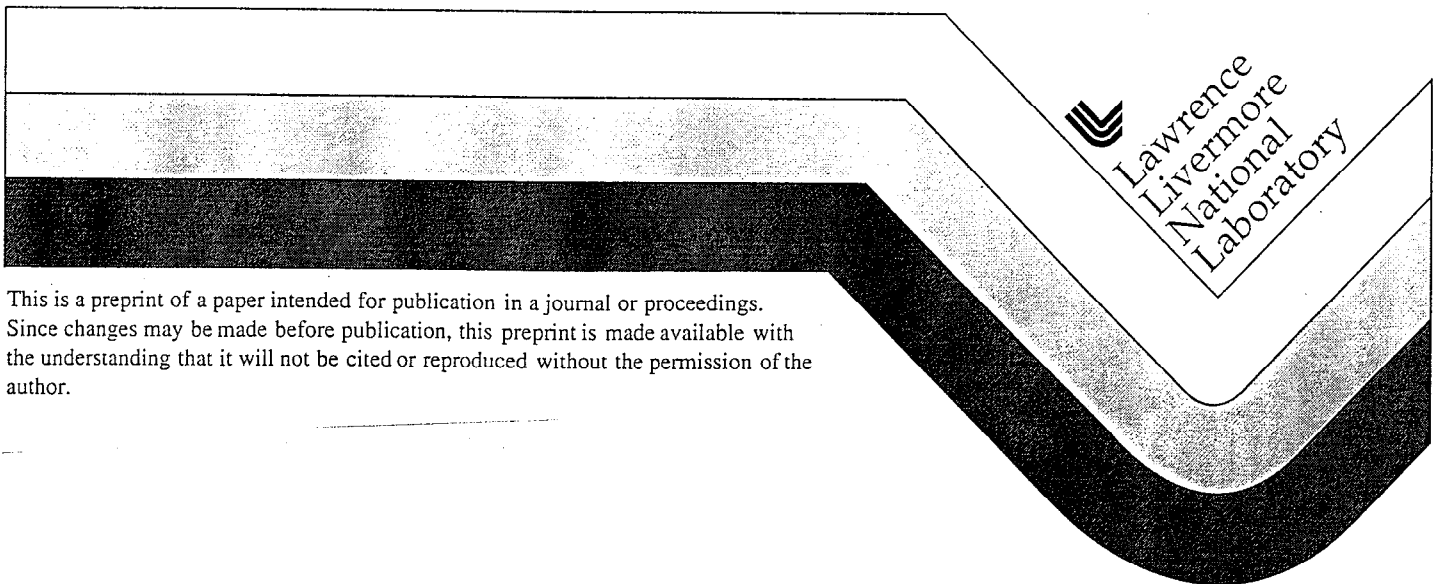 Lawrence
Livermore
National
Laboratory
This is a preprint of a paper intended for publication in a journal or proceedings.
Since changes may be made before publication, this preprint is made available with
the understanding that it will not be cited or reproduced without the permission of the
author.